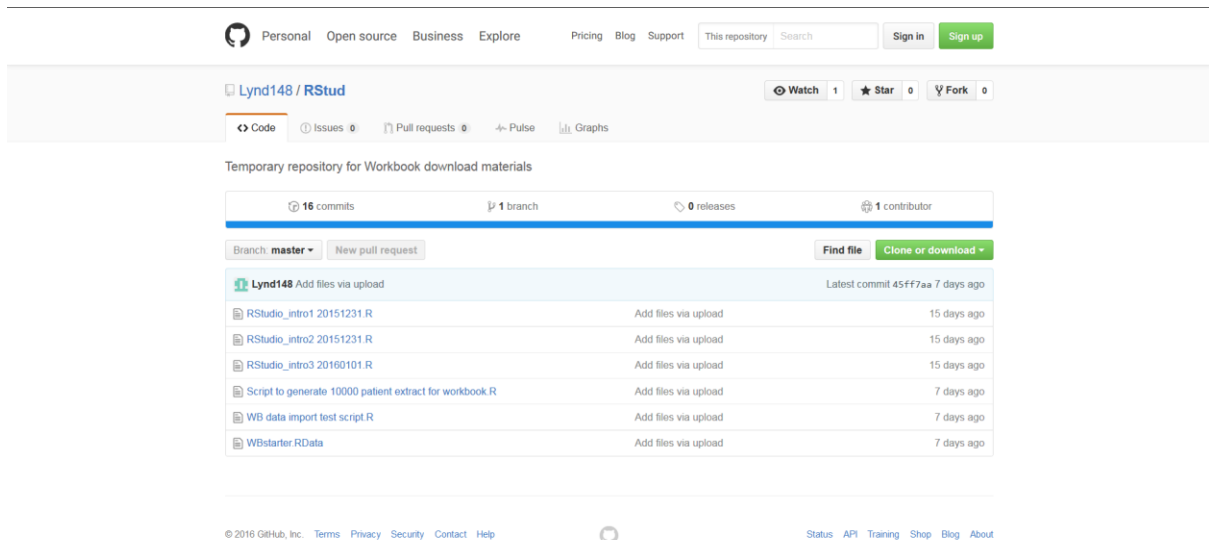 Personal Open source Business Explore Pricing Blog Support This repository Search Sign in Sign up
Lynd148 / RStud Watch 1 Star 0 Fork 0
Code Issues 0 Pull requests 0 Pulse Graphs
Temporary repository for Workbook download materials
16 commits 1 branch 0 releases 1 contributor
Branch: master New pull request Find file Clone or download
Lynd148 Add files via upload Latest commit 45ff7aa 7 days ago
RStudio_intro1 20151231.R Add files via upload 15 days ago
RStudio_intro2 20151231.R Add files via upload 15 days ago
RStudio_intro3 20160101.R Add files via upload 15 days ago
Script to generate 10000 patient extract for workbook.R Add files via upload 7 days ago
WB data import test script.R Add files via upload 7 days ago
WBstarter.RData Add files via upload 7 days ago
© 2016 GitHub, Inc. Terms Privacy Security Contact Help Status API Training Shop Blog About